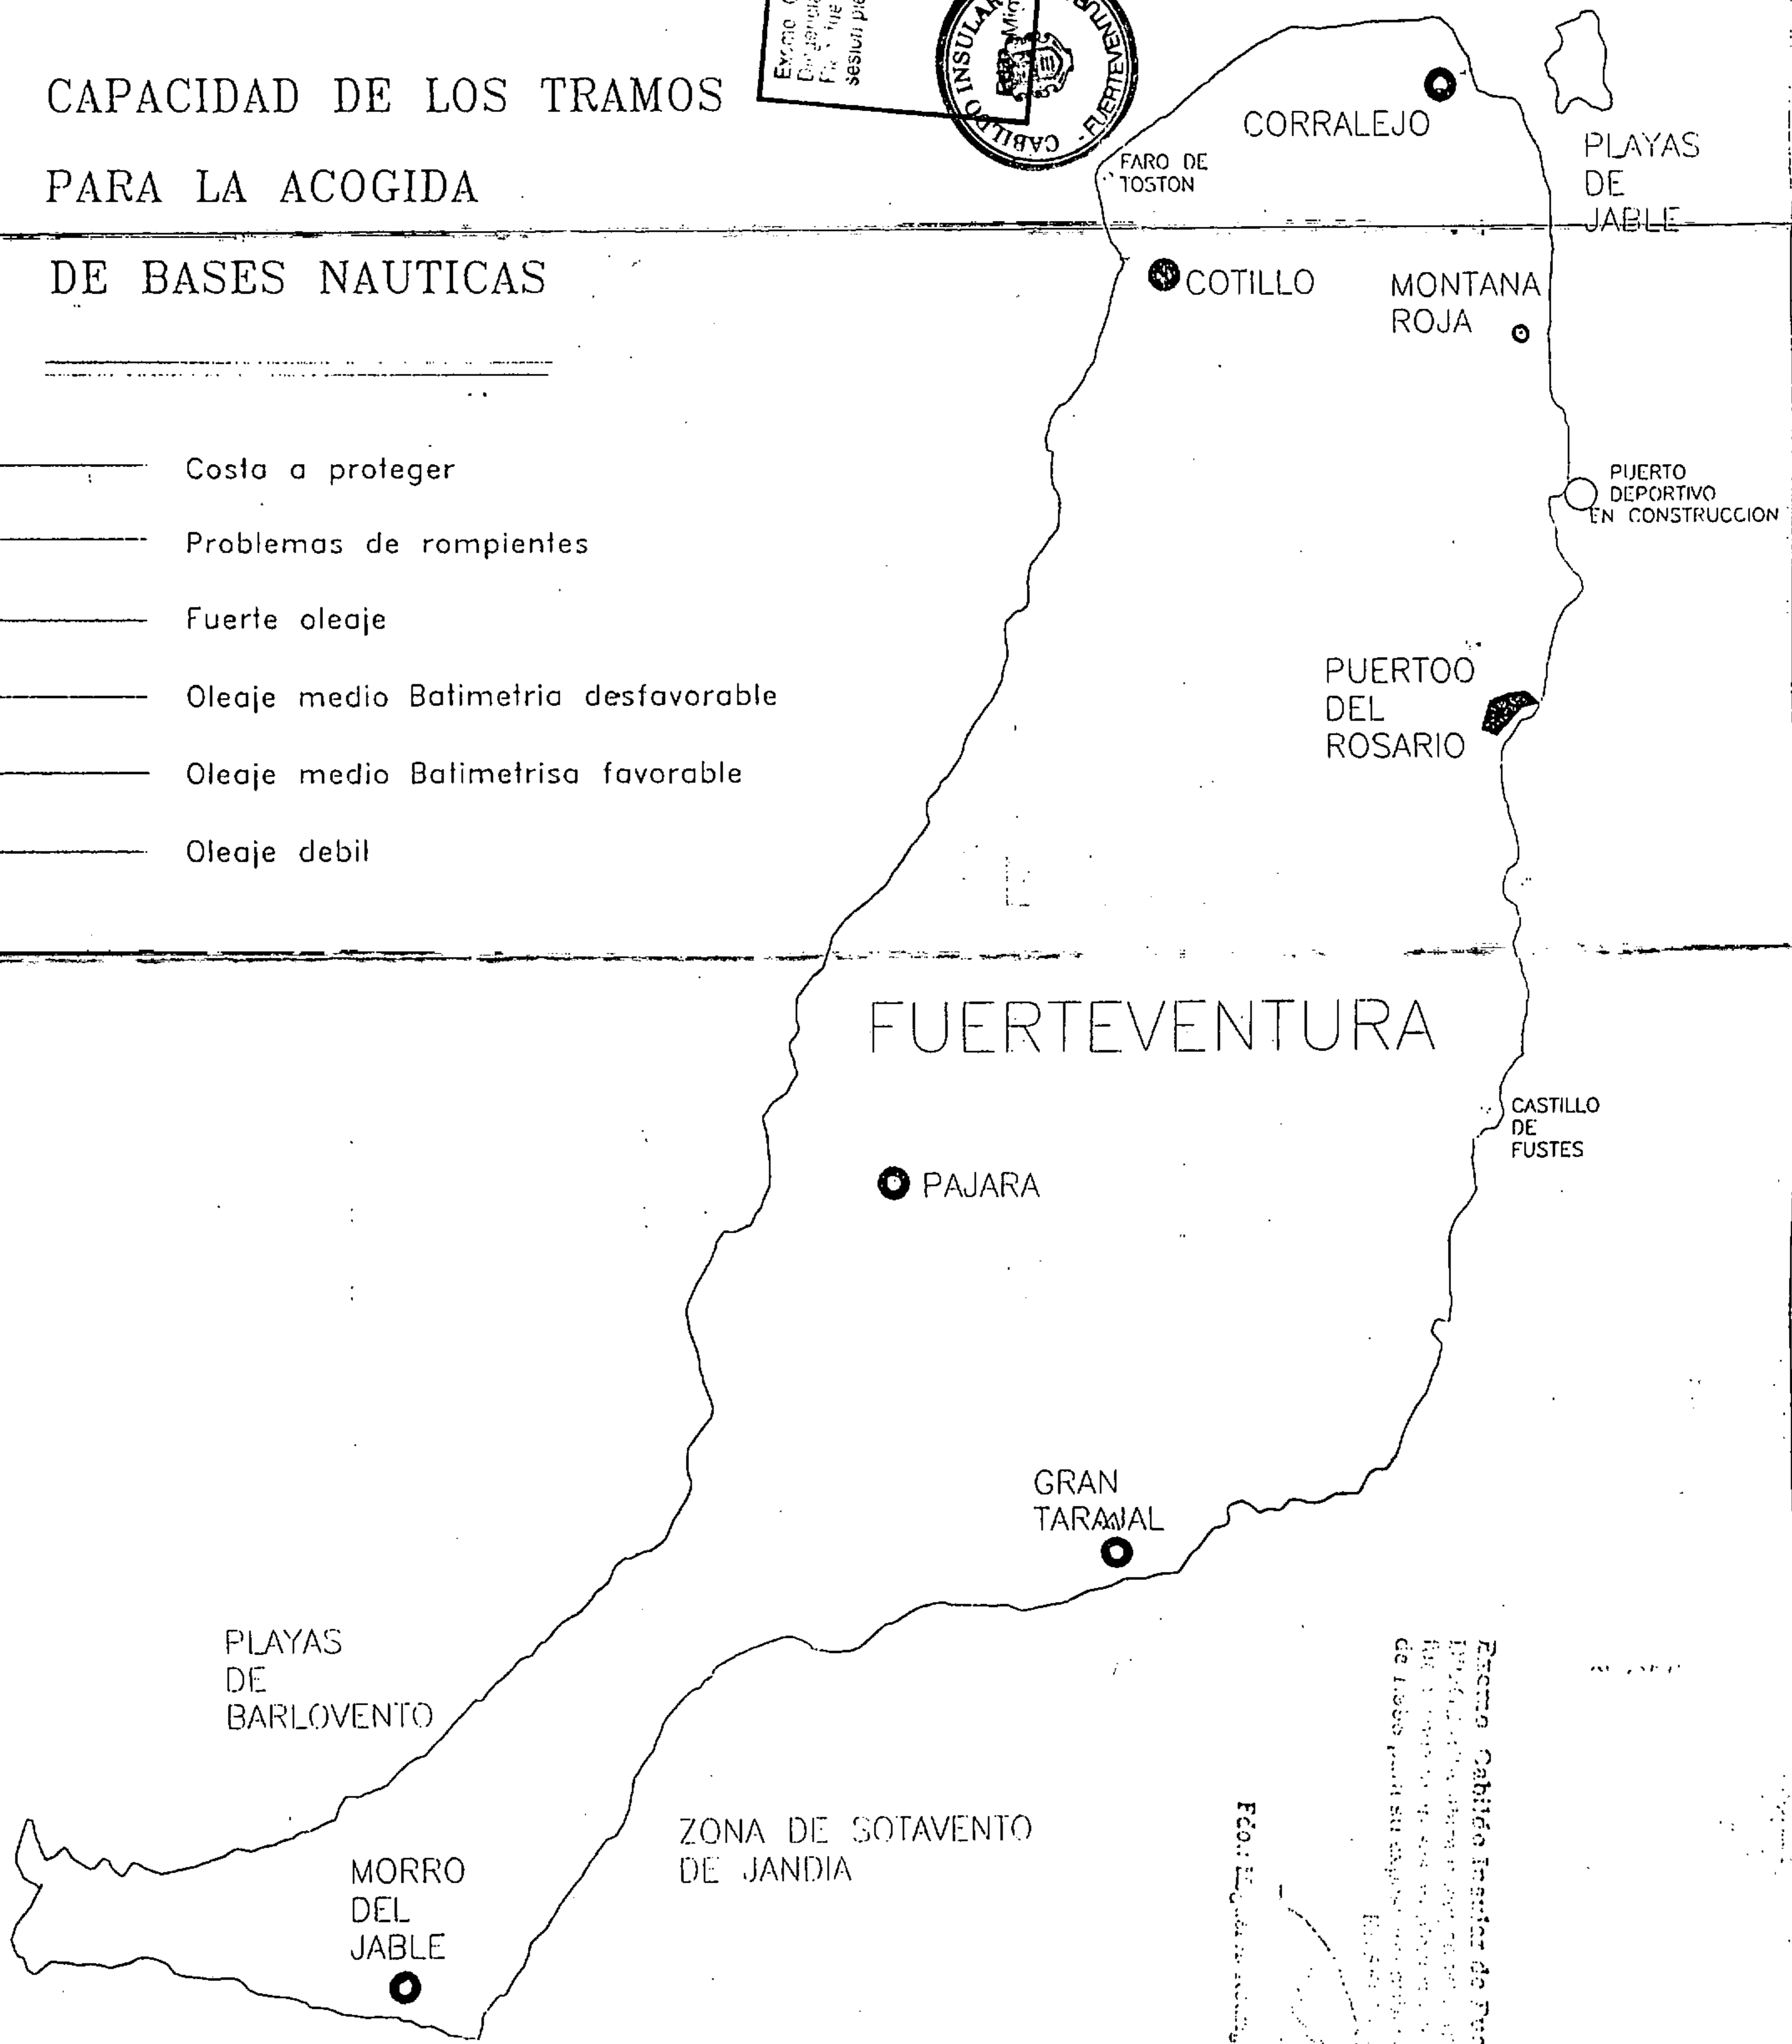 CAPACIDAD DE LOS TRAMOS
PARA LA ACOGIDA
DE BASES NAUTICAS
Costa a proteger
Problemas de rompientes
Fuerte oleaje
Oleaje medio Batimetria desfavorable
Oleaje medio Batimetrisa favorable
Oleaje debil
CABILDO INSULAR
FUERTEVENTURA
CORRALEJO
FARO DE
TOSTON
PLAYAS
DE
JABLE
COTILLO
MONTANA
ROJA
PUERTO
DEPORTIVO
EN CONSTRUCCION
PUERTOO
DEL
ROSARIO
FUERTEVENTURA
CASTILLO
DE
FUSTES
PAJARA
GRAN
TARAJAL
PLAYAS
DE
BARLOVENTO
ZONA DE SOTAVENTO
DE JANDIA
MORRO
DEL
JABLE
Cabildo Insular de